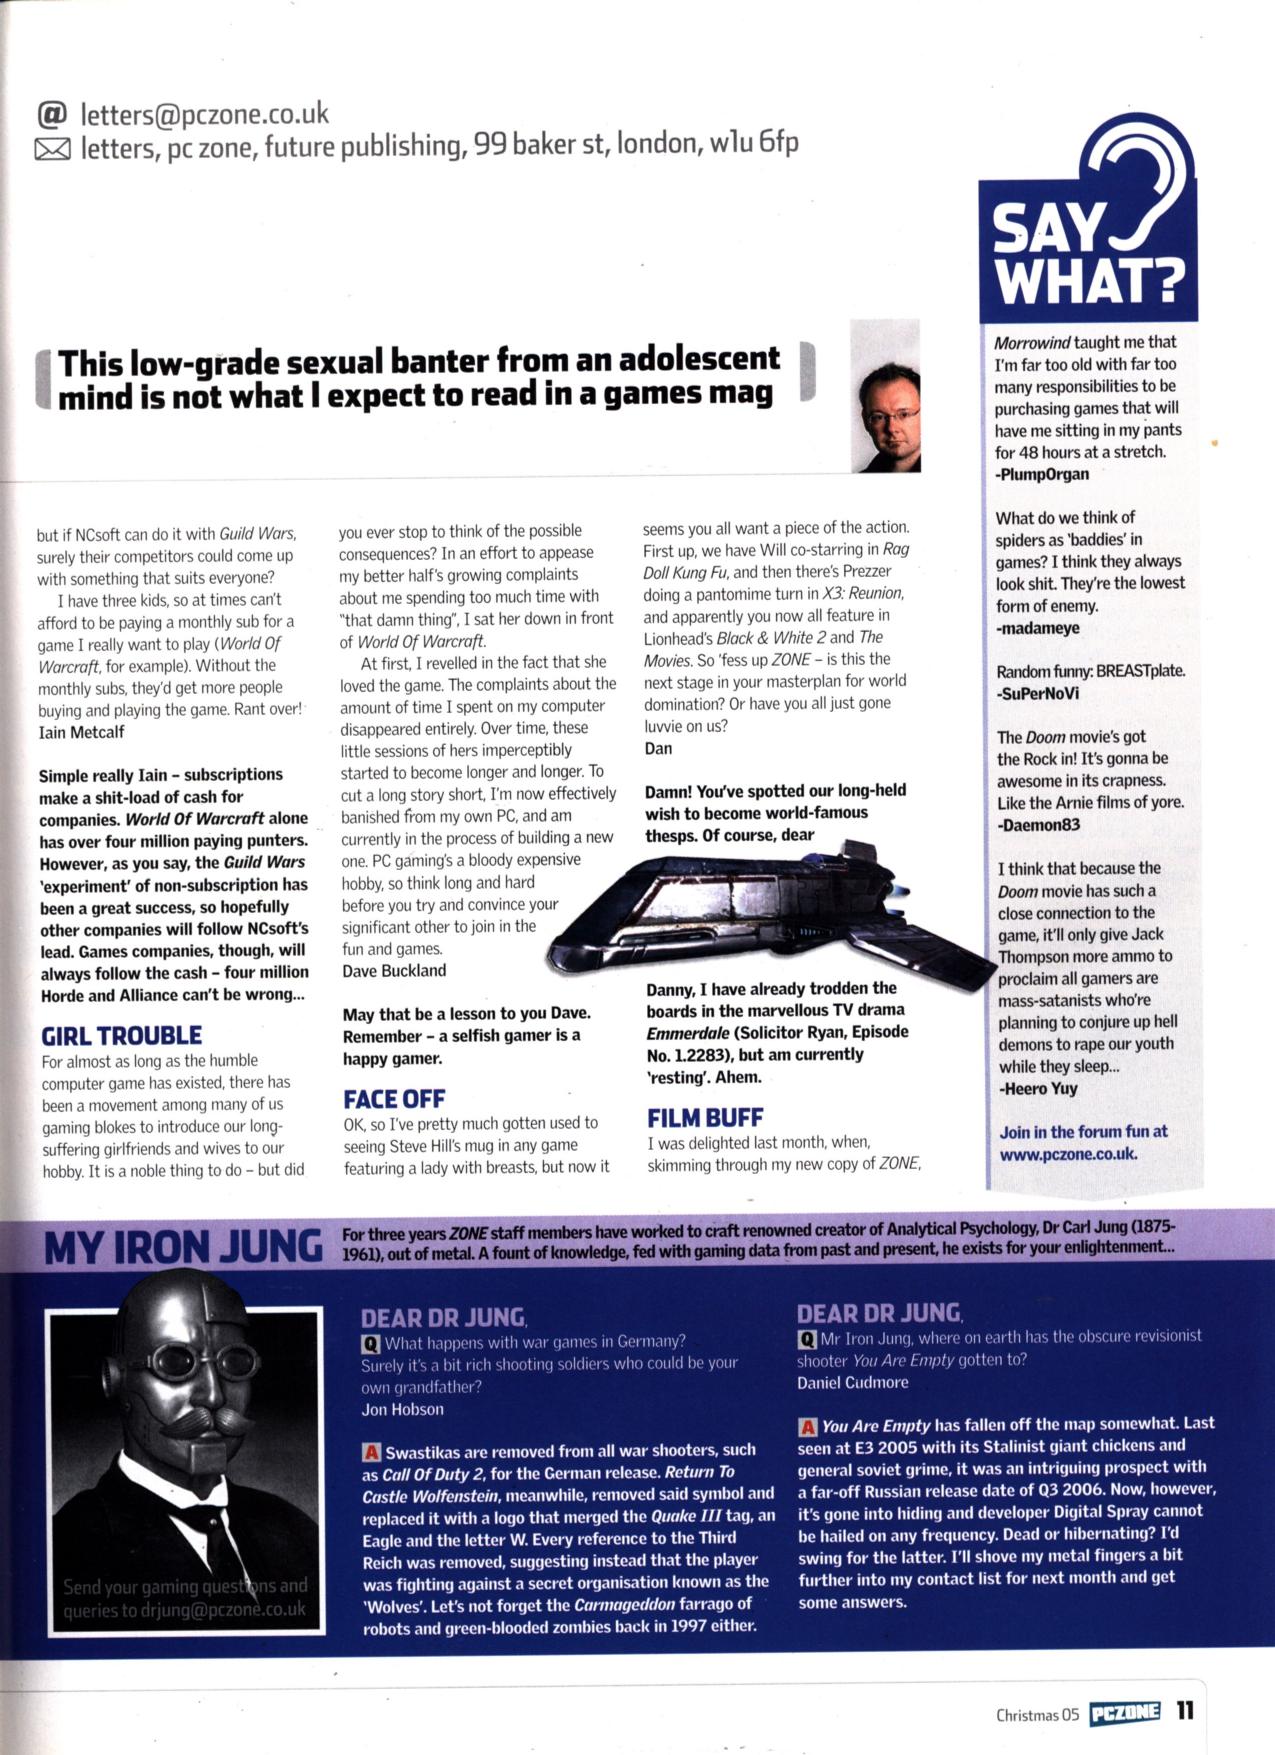 @ letters@pczone.co.uk
letters, pc zone, future publishing, 99 baker st, london, w1u 6fp
This low-grade sexual banter from an adolescent
mind is not what I expect to read in a games mag
but if NCsoft can do it with Guild Wars,
surely their competitors could come up
with something that suits everyone?
I have three kids, so at times can't
afford to be paying a monthly sub for a
game I really want to play (World Of
Warcraft, for example). Without the
monthly subs, they'd get more people
buying and playing the game. Rant over!
Iain Metcalf
Simple really Iain – subscriptions
make a shit-load of cash for
companies. World Of Warcraft alone
has over four million paying punters.
However, as you say, the Guild Wars
'experiment' of non-subscription has
been a great success, so hopefully
other companies will follow NCsoft's
lead. Games companies, though, will
always follow the cash – four million
Horde and Alliance can't be wrong...
GIRL TROUBLE
For almost as long as the humble
computer game has existed, there has
been a movement among many of us
gaming blokes to introduce our long-
suffering girlfriends and wives to our
hobby. It is a noble thing to do – but did
you ever stop to think of the possible
consequences? In an effort to appease
my better half's growing complaints
about me spending too much time with
"that damn thing", I sat her down in front
of World Of Warcraft.
At first, I revelled in the fact that she
loved the game. The complaints about the
amount of time I spent on my computer
disappeared entirely. Over time, these
little sessions of hers imperceptibly
started to become longer and longer. To
cut a long story short, I'm now effectively
banished from my own PC, and am
currently in the process of building a new
one. PC gaming's a bloody expensive
hobby, so think long and hard
before you try and convince your
significant other to join in the
fun and games.
Dave Buckland
May that be a lesson to you Dave.
Remember – a selfish gamer is a
happy gamer.
FACE OFF
OK, so I've pretty much gotten used to
seeing Steve Hill's mug in any game
featuring a lady with breasts, but now it
seems you all want a piece of the action.
First up, we have Will co-starring in Rag
Doll Kung Fu, and then there's Prezzer
doing a pantomime turn in X3: Reunion,
and apparently you now all feature in
Lionhead's Black & White 2 and The
Movies. So 'fess up ZONE – is this the
next stage in your masterplan for world
domination? Or have you all just gone
luvvie on us?
Dan
Damn! You've spotted our long-held
wish to become world-famous
thesps. Of course, dear
Danny, I have already trodden the
boards in the marvellous TV drama
Emmerdale (Solicitor Ryan, Episode
No. 1.2283), but am currently
'resting'. Ahem.
FILM BUFF
I was delighted last month, when,
skimming through my new copy of ZONE,
SAY
WHAT?
Morrowind taught me that
I'm far too old with far too
many responsibilities to be
purchasing games that will
have me sitting in my pants
for 48 hours at a stretch.
-PlumpOrgan
What do we think of
spiders as 'baddies' in
games? I think they always
look shit. They're the lowest
form of enemy.
-madameye
Random funny: BREASTplate.
-SuPerNoVi
The Doom movie's got
the Rock in! It's gonna be
awesome in its crapness.
Like the Arnie films of yore.
-Daemon83
I think that because the
Doom movie has such a
close connection to the
game, it'll only give Jack
Thompson more ammo to
proclaim all gamers are
mass-satanists who're
planning to conjure up hell
demons to rape our youth
while they sleep...
-Heero Yuy
Join in the forum fun at
www.pczone.co.uk.
MY IRON JUNG
For three years ZONE staff members have worked to craft renowned creator of Analytical Psychology, Dr Carl Jung (1875-
1961), out of metal. A fount of knowledge, fed with gaming data from past and present, he exists for your enlightenment...
Send your gaming questions and
queries to drjung@pczone.co.uk
DEAR DR JUNG,
Q What happens with war games in Germany?
Surely it's a bit rich shooting soldiers who could be your
own grandfather?
Jon Hobson
A Swastikas are removed from all war shooters, such
as Call Of Duty 2, for the German release. Return To
Castle Wolfenstein, meanwhile, removed said symbol and
replaced it with a logo that merged the Quake III tag, an
Eagle and the letter W. Every reference to the Third
Reich was removed, suggesting instead that the player
was fighting against a secret organisation known as the
'Wolves'. Let's not forget the Carmageddon farrago of
robots and green-blooded zombies back in 1997 either.
DEAR DR JUNG,
Q Mr Iron Jung, where on earth has the obscure revisionist
shooter You Are Empty gotten to?
Daniel Cudmore
A You Are Empty has fallen off the map somewhat. Last
seen at E3 2005 with its Stalinist giant chickens and
general soviet grime, it was an intriguing prospect with
a far-off Russian release date of Q3 2006. Now, however,
it's gone into hiding and developer Digital Spray cannot
be hailed on any frequency. Dead or hibernating? I'd
swing for the latter. I'll shove my metal fingers a bit
further into my contact list for next month and get
some answers.
Christmas 05 PCZONE 11